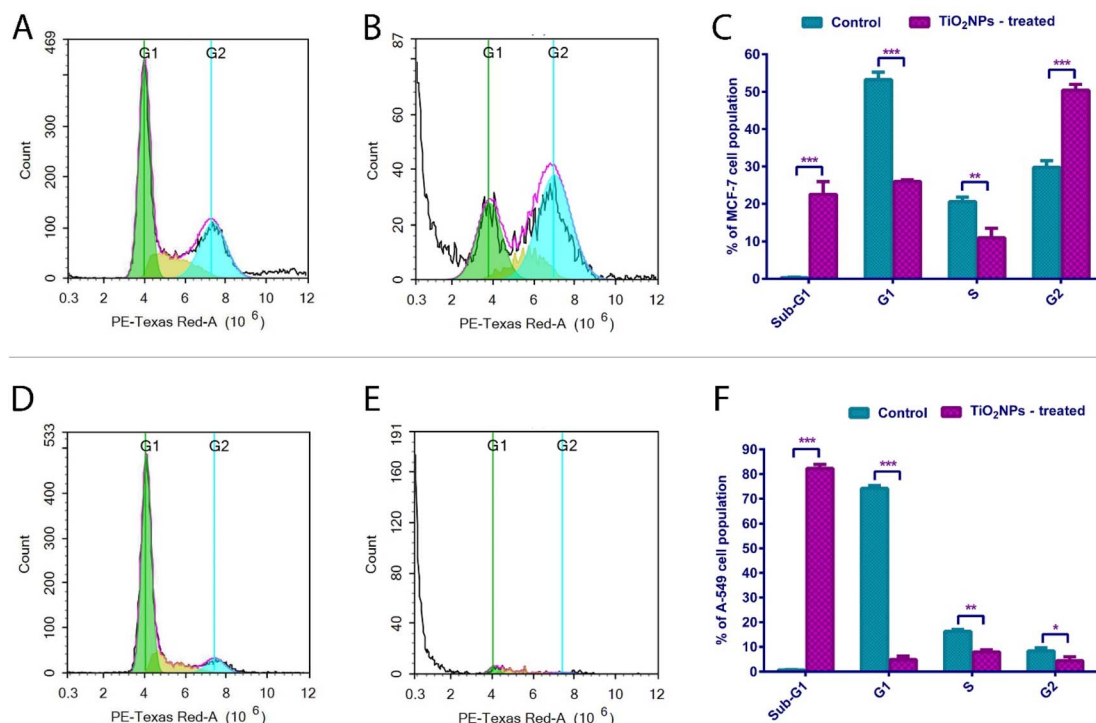 A
469
G1
G2
300
200
100
0
Count
0.3 2 4 6 8 10 12
PE-Texas Red-A (10 6)
B
87
G1
G2
60
40
20
0
Count
0.3 2 4 6 8 10 12
PE-Texas Red-A (10 6)
C
Control
TiO2NPs - treated
60
50
40
30
20
10
0
% of MCF-7 cell population
***
***
**
***
Sub-G1
G1
S
G2
D
533
G1
G2
400
300
200
100
0
Count
0.3 2 4 6 8 10 12
PE-Texas Red-A (10 6)
E
191
G1
G2
160
120
80
40
0
Count
0.3 2 4 6 8 10 12
PE-Texas Red-A (10 6)
F
Control
TiO2NPs - treated
90
80
70
60
50
40
30
20
10
0
% of A-549 cell population
***
***
**
*
Sub-G1
G1
S
G2